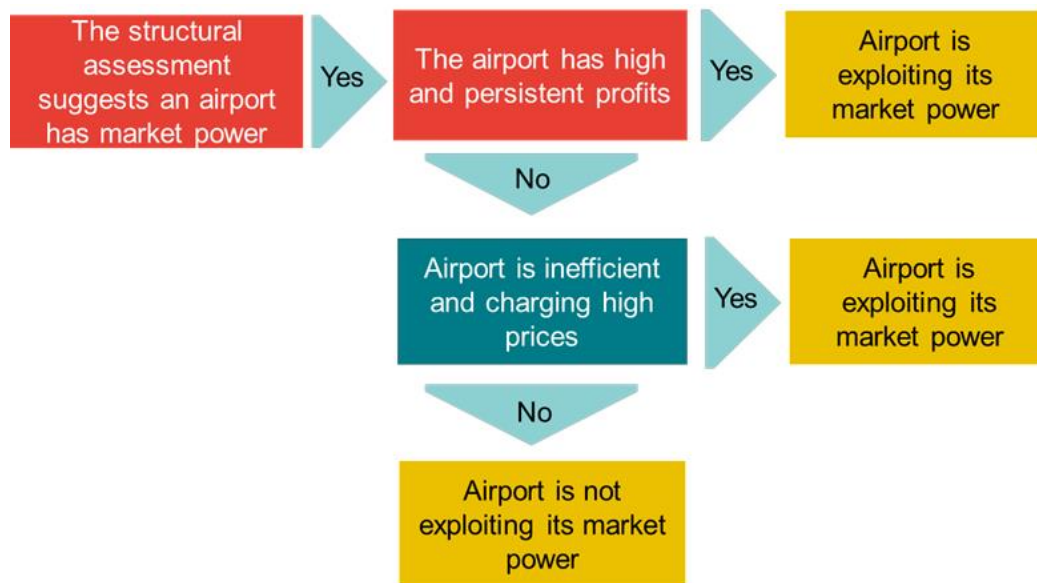 The structural
assessment
suggests an airport
has market power
Yes
The airport has high
and persistent profits
Yes
Airport is
exploiting its
market power
No
Airport is inefficient
and charging high
prices
Yes
Airport is
exploiting its
market power
No
Airport is not
exploiting its market
power